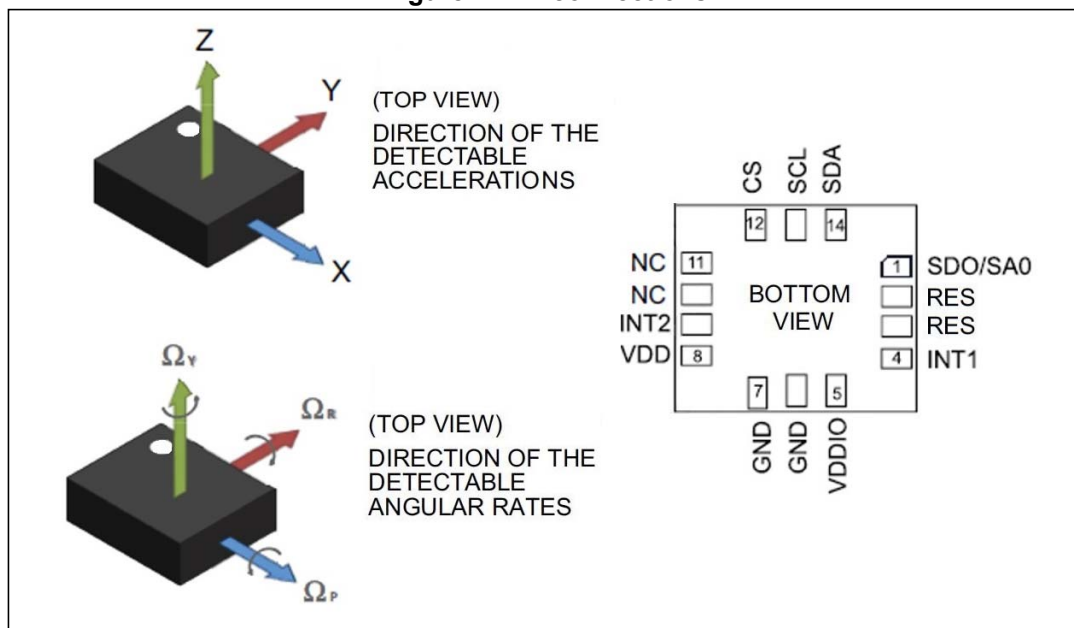 Z
Y
(TOP VIEW)
DIRECTION OF THE
DETECTABLE
ACCELERATIONS
X
ΩY
ΩR
(TOP VIEW)
DIRECTION OF THE
DETECTABLE
ANGULAR RATES
ΩP
CS
SCL
SDA
12
14
NC 11
1 SDO/SA0
NC
RES
INT2
RES
VDD 8
4 INT1
BOTTOM
VIEW
7
5
GND
GND
VDDIO